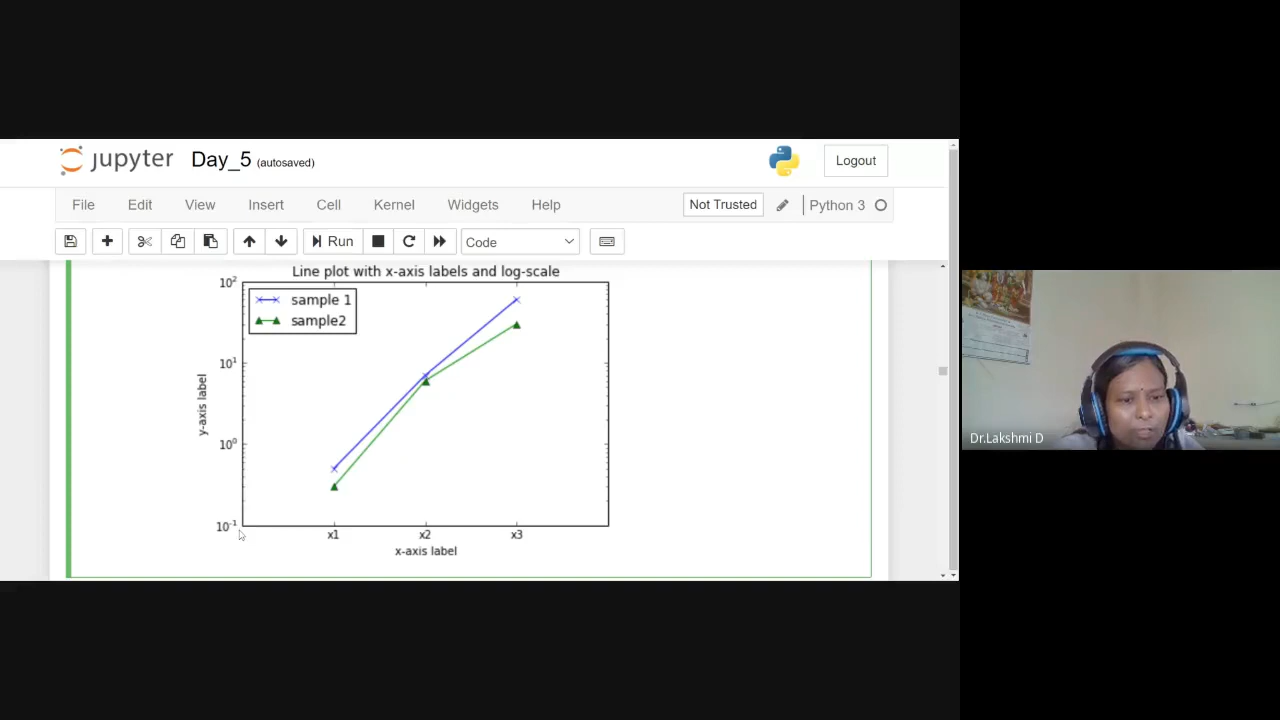 jupyter Day_5 (autosaved)
Logout
File Edit View Insert Cell Kernel Widgets Help
Not Trusted
Python 3
Run
Code
Line plot with x-axis labels and log-scale
sample 1
sample2
10²
10¹
10⁰
10⁻¹
y-axis label
x1 x2 x3
x-axis label
Dr.Lakshmi D